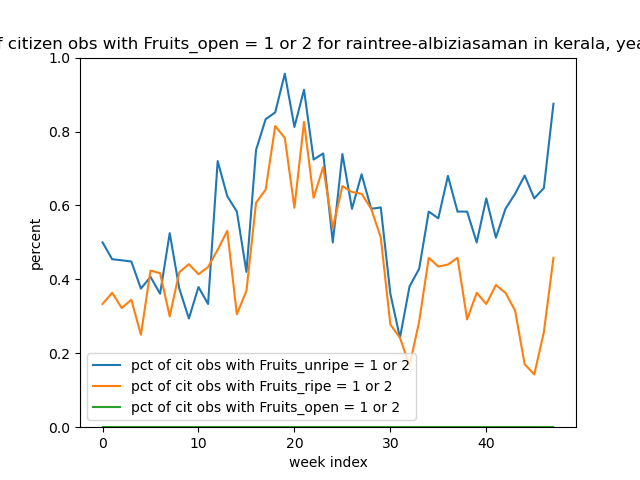 citizen obs with Fruits_open = 1 or 2 for raintree-albiziasaman in kerala,
1.0
0.8
0.6
0.4
0.2
0.0
percent
pct of cit obs with Fruits_unripe = 1 or 2
pct of cit obs with Fruits_ripe = 1 or 2
pct of cit obs with Fruits_open = 1 or 2
0 10 20 30 40
week index